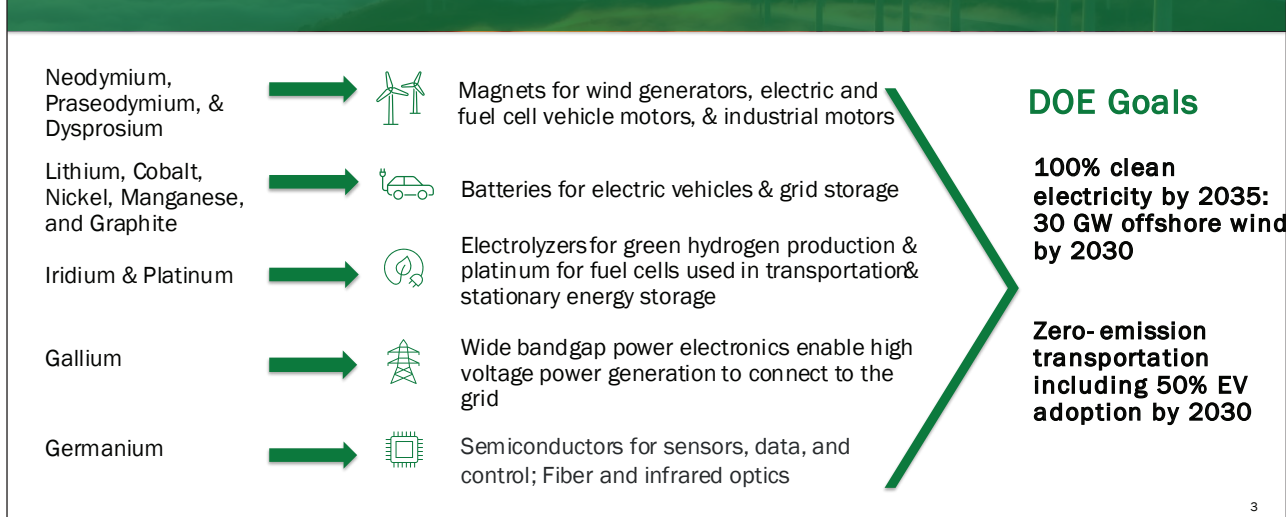 Neodymium,
Praseodymium, &
Dysprosium
Magnets for wind generators, electric and
fuel cell vehicle motors, & industrial motors
Lithium, Cobalt,
Nickel, Manganese,
and Graphite
Batteries for electric vehicles & grid storage
Iridium & Platinum
Electrolyzers for green hydrogen production &
platinum for fuel cells used in transportation&
stationary energy storage
Gallium
Wide bandgap power electronics enable high
voltage power generation to connect to the
grid
Germanium
Semiconductors for sensors, data, and
control; Fiber and infrared optics
DOE Goals
100% clean
electricity by 2035:
30 GW offshore wind
by 2030
Zero-emission
transportation
including 50% EV
adoption by 2030
3